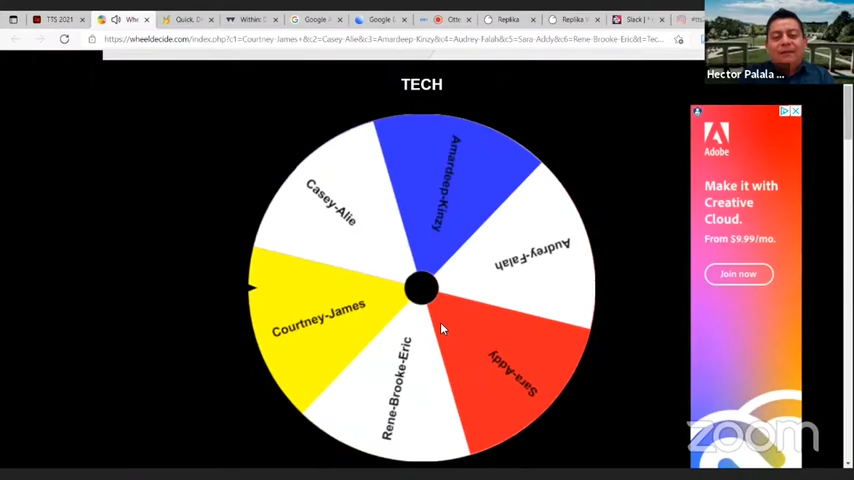 TTS 2021
Whe
Quick, D
Within: D
Google A
Google D
Otte
Replika
Replika
Slack |
#tts
https://wheeldecide.com/index.php?c1=Courtney-James+&c2=Casey-Alie&c3=Amardeep-Kinzy&c4=Audrey-Falah&c5=Sara-Addy&c6=Rene-Brooke-Eric&t=Tec...
Hector Palala ...
TECH
Amardeep-Kinzy
Casey-Alie
Audrey-Falah
Courtney-James
Rene-Brooke-Eric
Sara-Addy
Adobe
Make it with
Creative
Cloud.
From $9.99/mo.
Join now
zoom